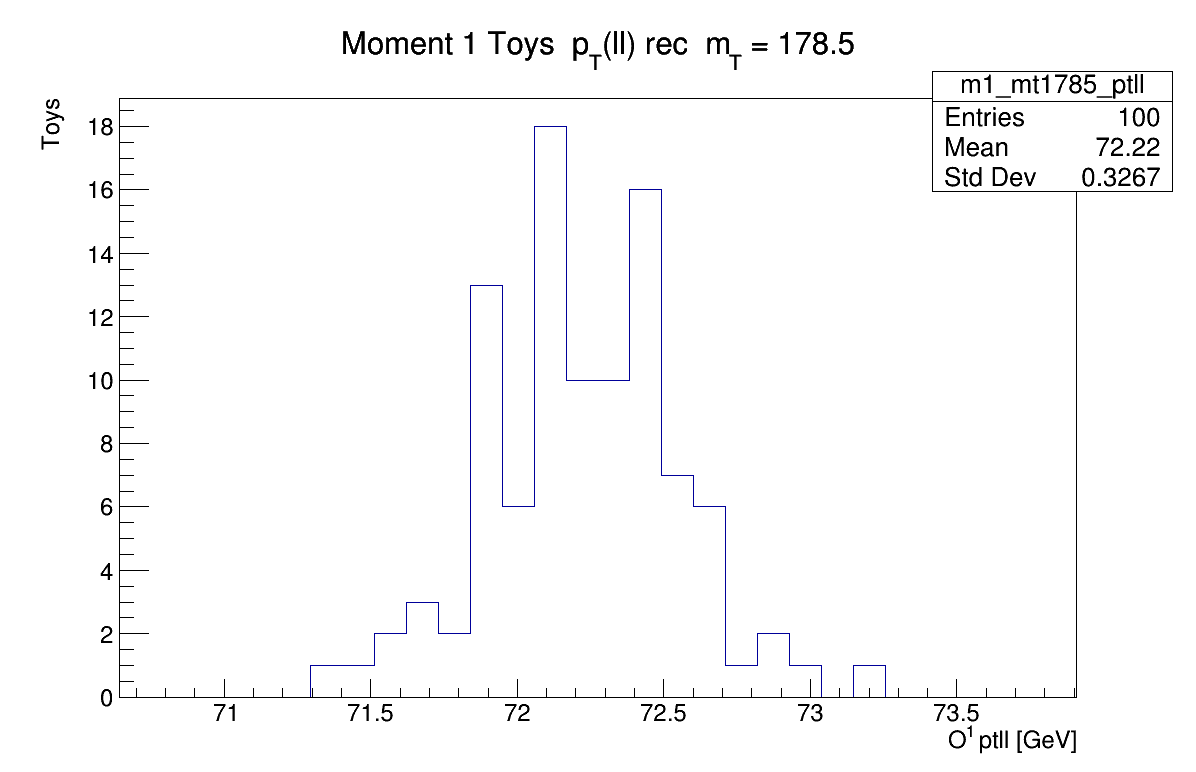 Moment 1 Toys p_T(ll) rec m_T = 178.5
m1_mt1785_ptll
Entries 100
Mean 72.22
Std Dev 0.3267
Toys
18
16
14
12
10
8
6
4
2
0
71 71.5 72 72.5 73 73.5
O^1 ptll [GeV]